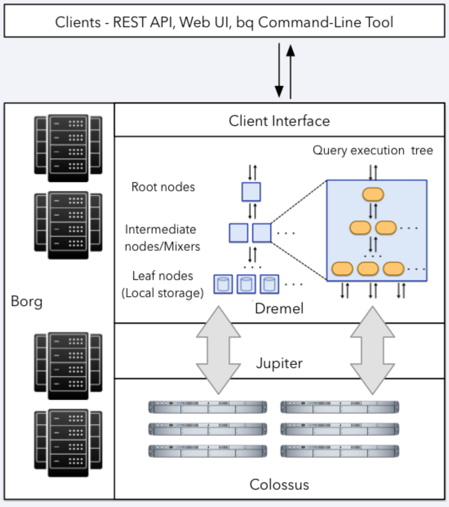 Clients - REST API, Web UI, bq Command-Line Tool
Client Interface
Query execution tree
Root nodes
Intermediate
nodes/Mixers
Leaf nodes
(Local storage)
Dremel
Borg
Jupiter
Colossus